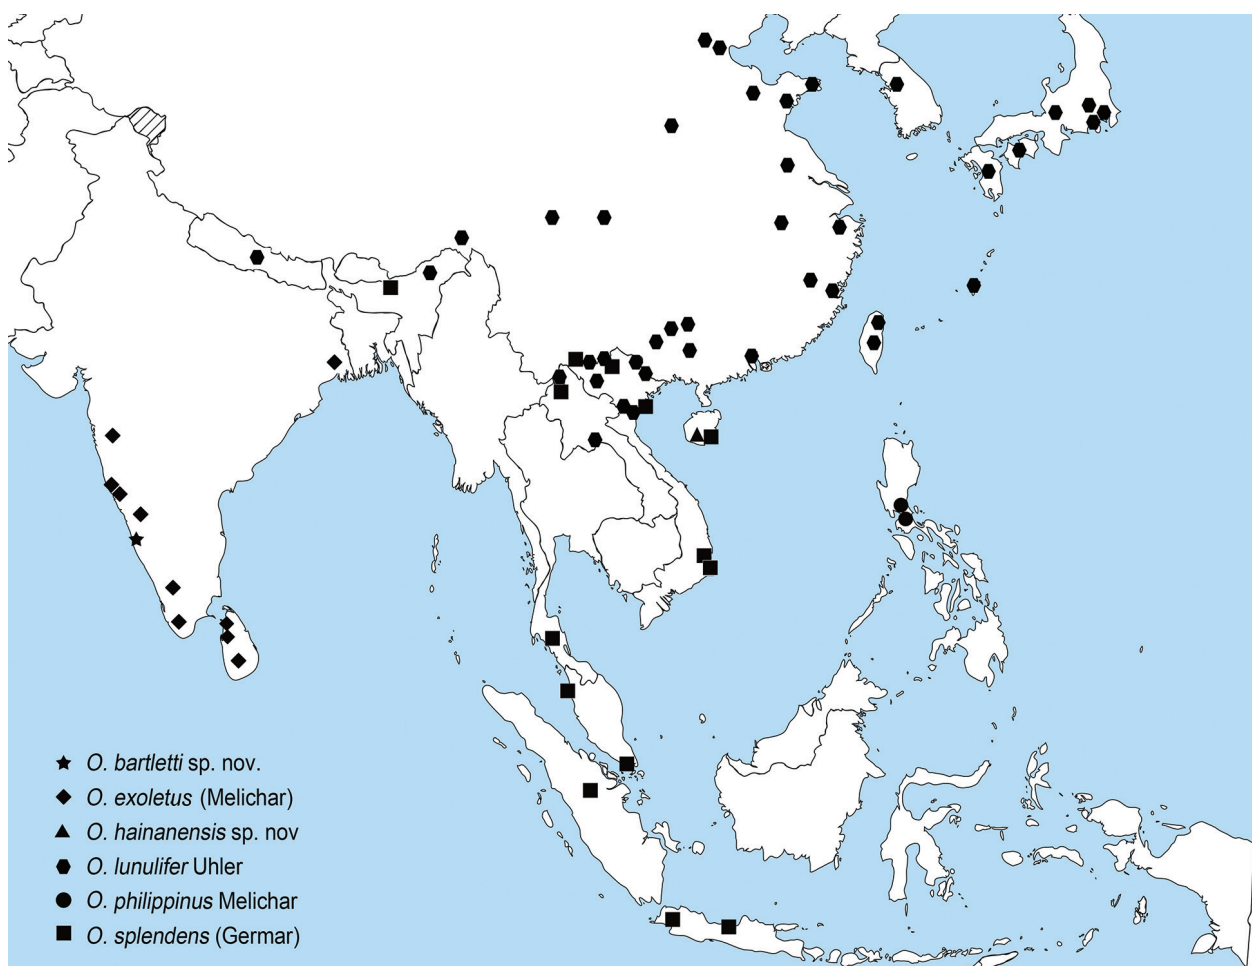 O. bartletti sp. nov.
O. exoletus (Melichar)
O. hainanensis sp. nov
O. lunulifer Uhler
O. philippinus Melichar
O. splendens (Germar)